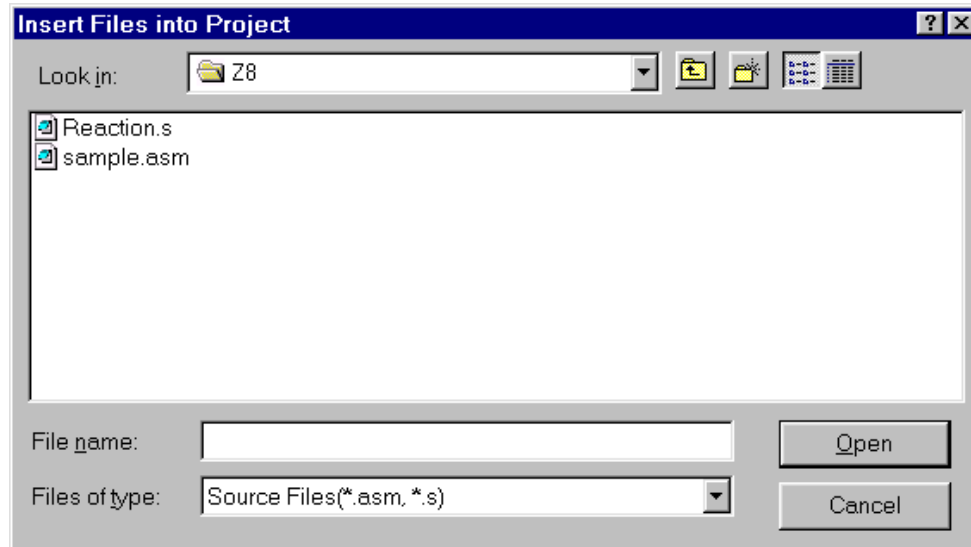 Insert Files into Project
Look in: Z8
Reaction.s
sample.asm
File name: Open
Files of type: Source Files(*.asm, *.s) Cancel